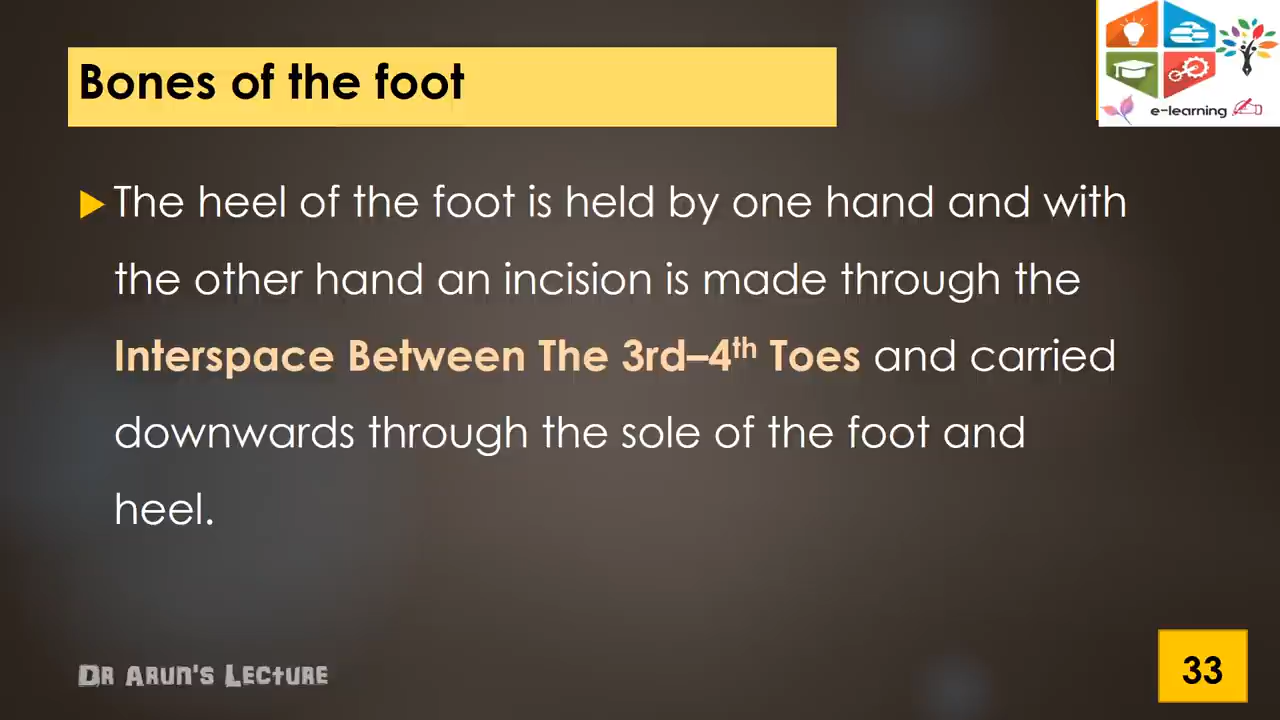 Bones of the foot
e-learning
The heel of the foot is held by one hand and with
the other hand an incision is made through the
Interspace Between The 3rd–4th Toes and carried
downwards through the sole of the foot and
heel.
Dr Arun's Lecture
33